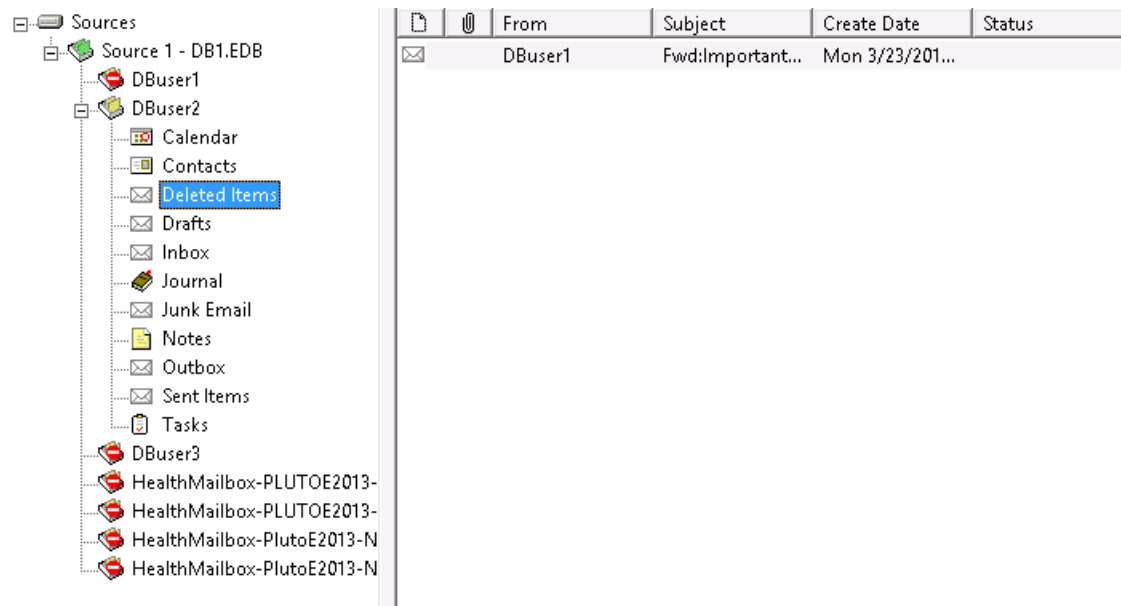 Sources
Source 1 - DB1.EDB
DBuser1
DBuser2
Calendar
Contacts
Deleted Items
Drafts
Inbox
Journal
Junk Email
Notes
Outbox
Sent Items
Tasks
DBuser3
HealthMailbox-PLUTOE2013-
HealthMailbox-PLUTOE2013-
HealthMailbox-PlutoE2013-N
HealthMailbox-PlutoE2013-N
From Subject Create Date Status
DBuser1 Fwd:Important... Mon 3/23/201...